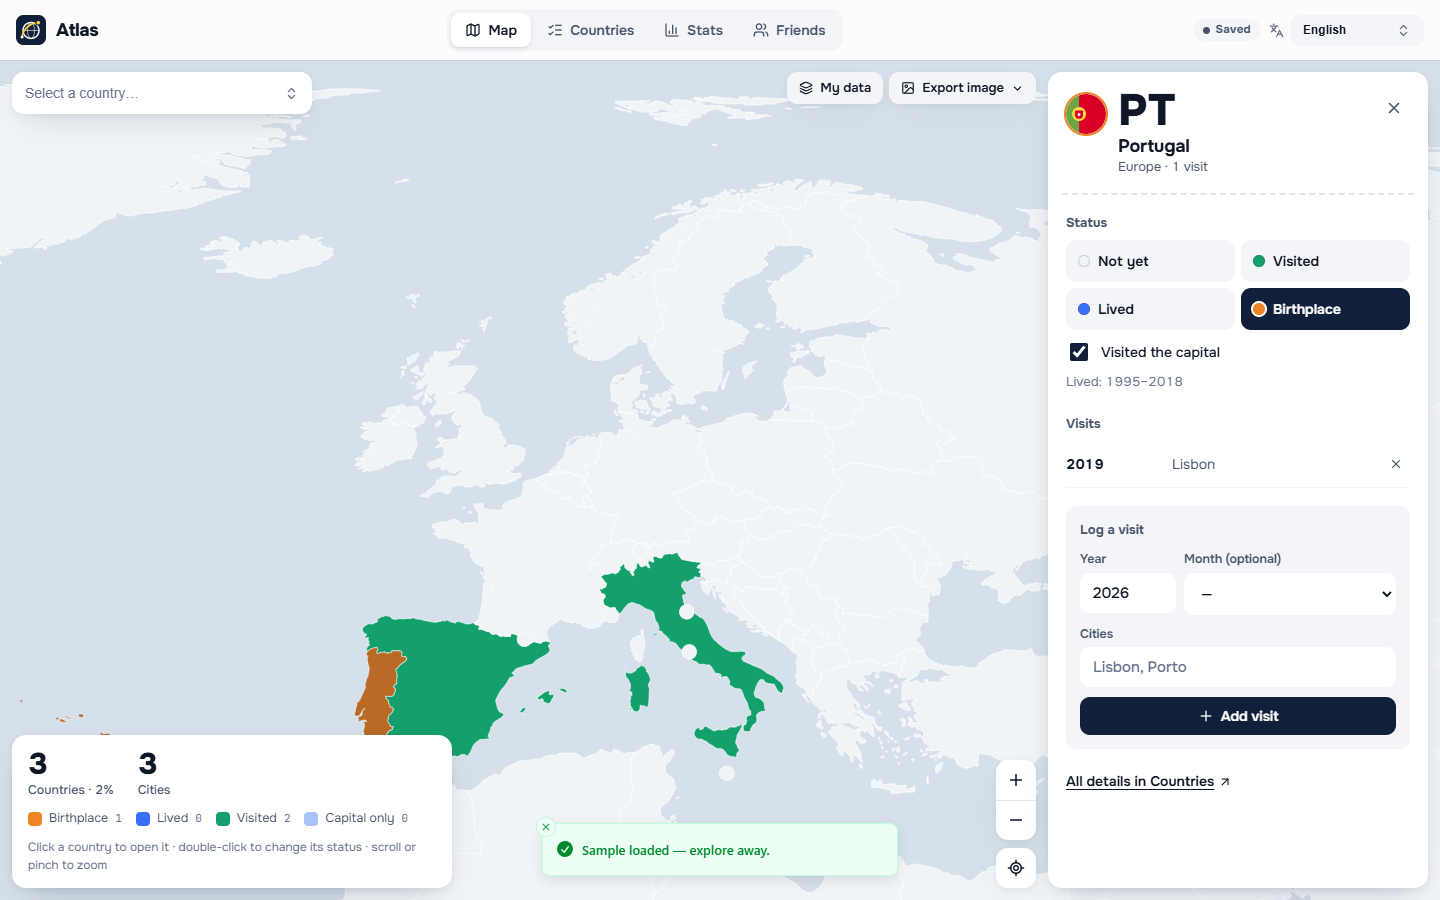 Atlas
Map
Countries
Stats
Friends
Saved
English
Select a country...
My data
Export image
PT
Portugal
Europe · 1 visit
Status
Not yet
Visited
Lived
Birthplace
Visited the capital
Lived: 1995–2018
Visits
2019
Lisbon
Log a visit
Year
Month (optional)
2026
—
Cities
Lisbon, Porto
Add visit
All details in Countries
3
3
Countries · 2%
Cities
Birthplace 1
Lived 0
Visited 2
Capital only 0
Click a country to open it · double-click to change its status · scroll or
pinch to zoom
Sample loaded — explore away.